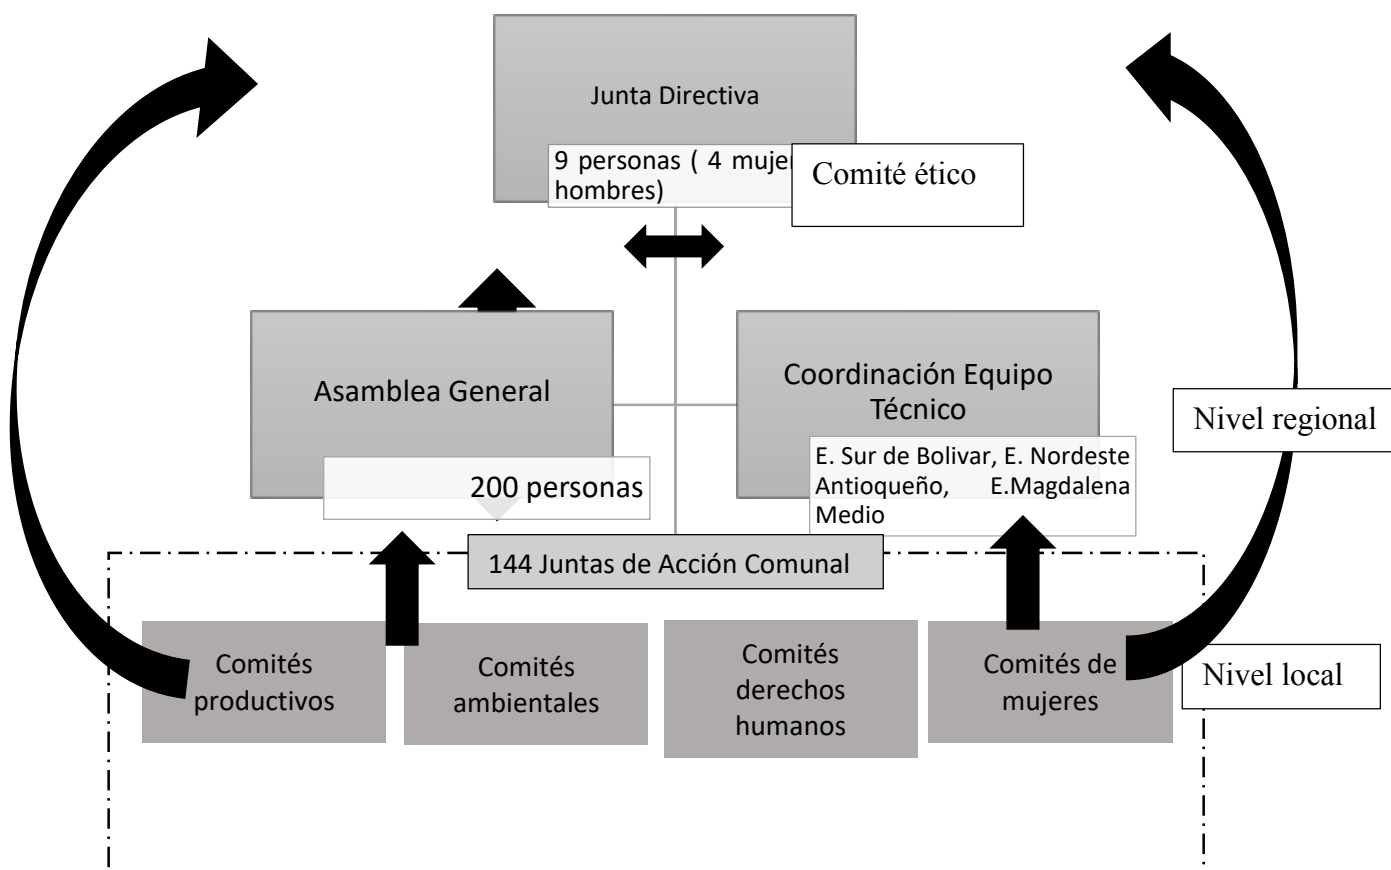 Junta Directiva
9 personas ( 4 mujer
hombres)
Comité ético
Asamblea General
200 personas
Coordinación Equipo
Técnico
E. Sur de Bolivar, E. Nordeste
Antioqueño, E.Magdalena
Medio
Nivel regional
144 Juntas de Acción Comunal
Comités
productivos
Comités
ambientales
Comités
derechos
humanos
Comités de
mujeres
Nivel local